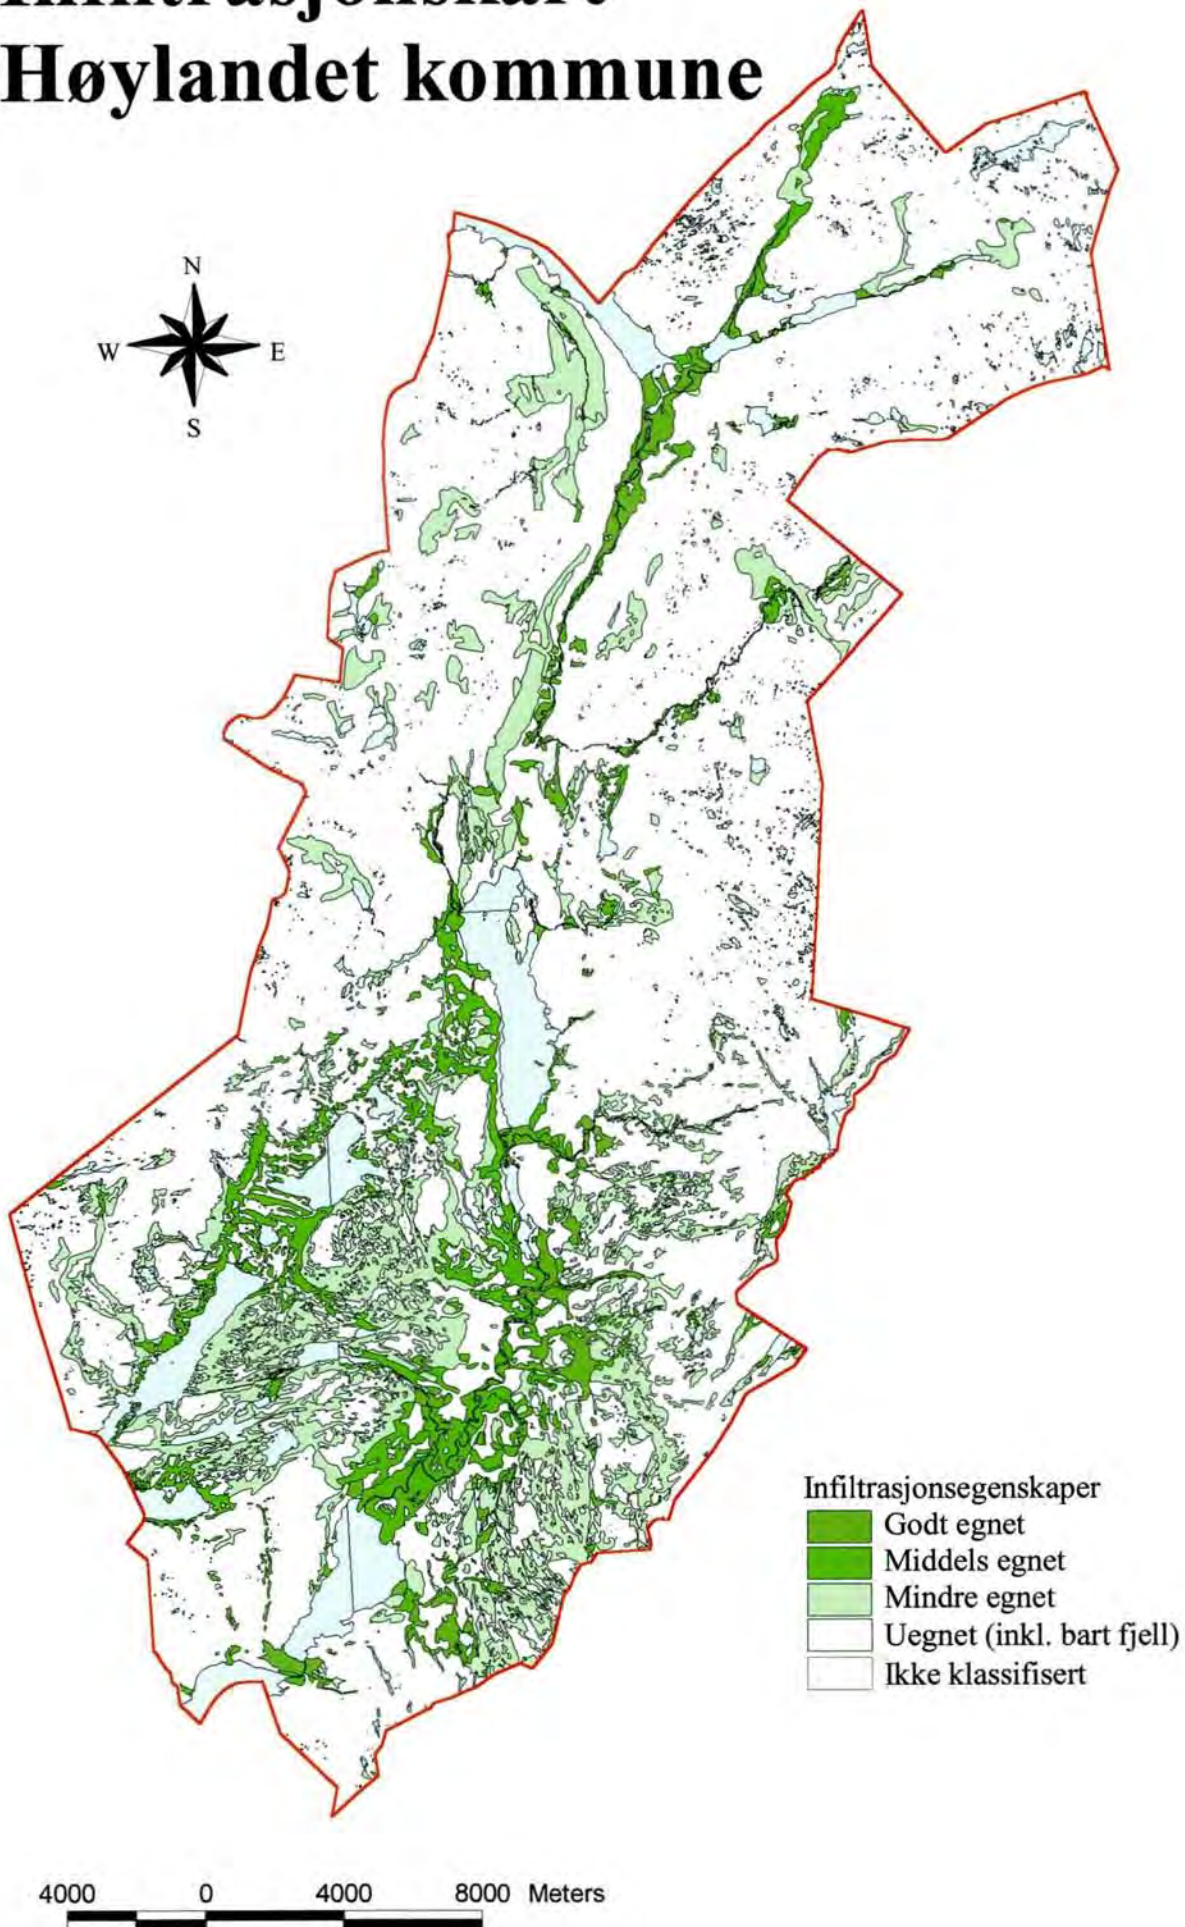 Høylandet kommune
N
W E
S
Infiltrasjonsegenskaper
Godt egnet
Middels egnet
Mindre egnet
Uegnet (inkl. bart fjell)
Ikke klassifisert
4000 0 4000 8000 Meters